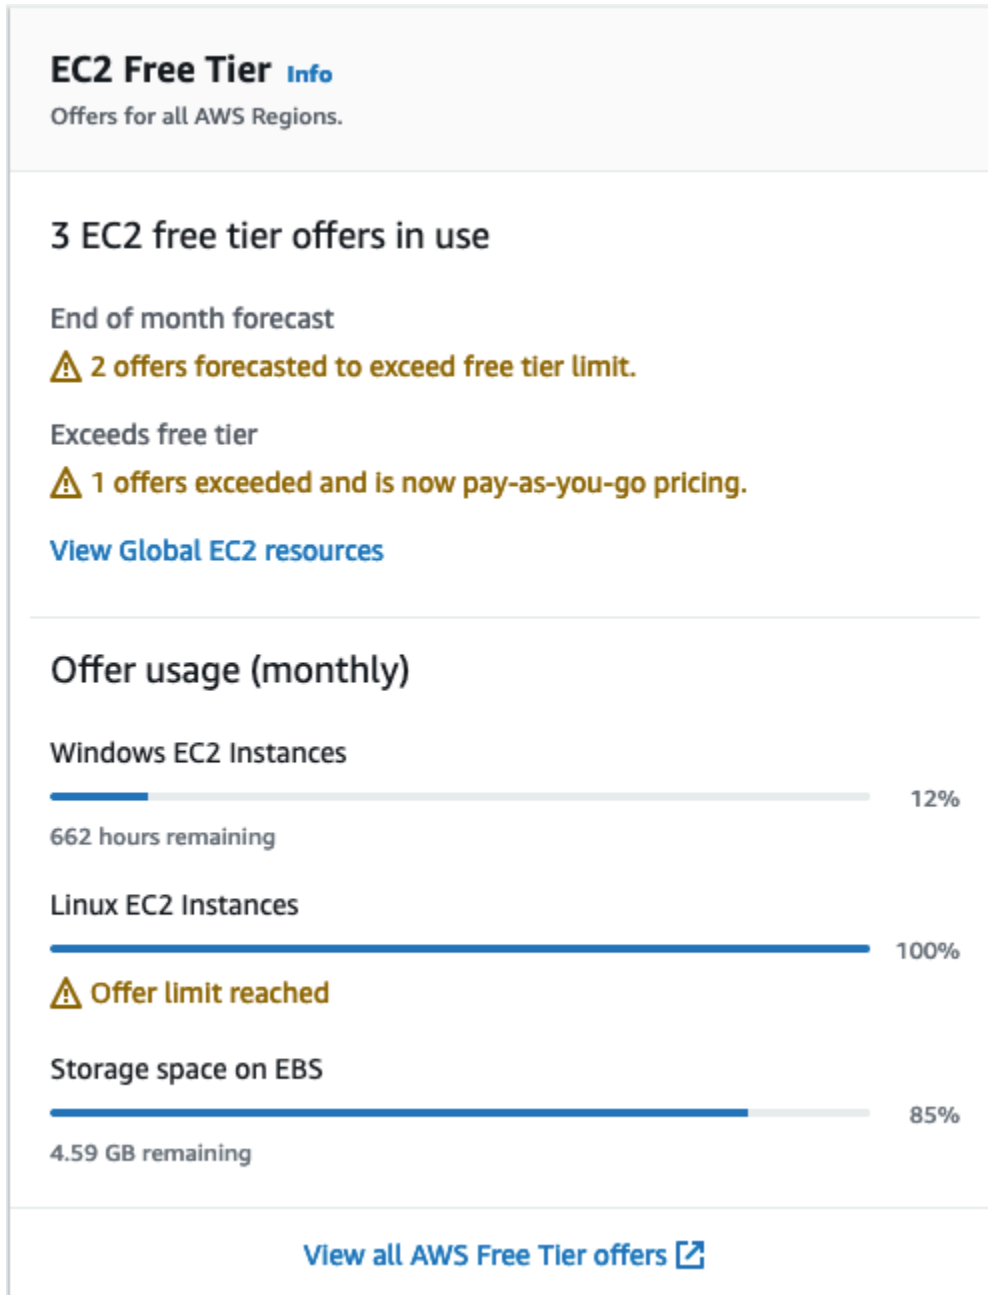 EC2 Free Tier Info
Offers for all AWS Regions.
3 EC2 free tier offers in use
End of month forecast
2 offers forecasted to exceed free tier limit.
Exceeds free tier
1 offers exceeded and is now pay-as-you-go pricing.
View Global EC2 resources
Offer usage (monthly)
Windows EC2 Instances
12%
662 hours remaining
Linux EC2 Instances
100%
Offer limit reached
Storage space on EBS
85%
4.59 GB remaining
View all AWS Free Tier offers